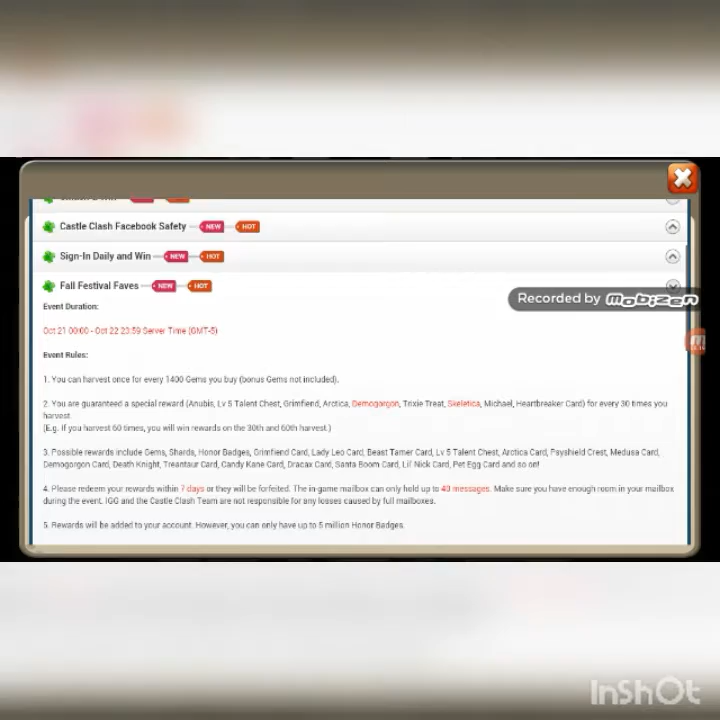 Castle Clash Facebook Safety NEW HOT
Sign-In Daily and Win NEW HOT
Fall Festival Faves NEW HOT
Recorded by Mobizen
Event Duration:
Oct 21 00:00 - Oct 22 23:59 Server Time (GMT-5)
Event Rules:
1. You can harvest once for every 1400 Gems you buy (bonus Gems not included).
2. You are guaranteed a special reward (Anubis, Lv 5 Talent Chest, Grimfiend, Arctica, Demogorgon, Trixie Treat, Skeletica, Michael, Heartbreaker Card) for every 30 times you
harvest.
(E.g. If you harvest 60 times, you will win rewards on the 30th and 60th harvest.)
3. Possible rewards include Gems, Shards, Honor Badges, Grimfiend Card, Lady Leo Card, Beast Tamer Card, Lv 5 Talent Chest, Arctica Card, Psyshield Crest, Medusa Card,
Demogorgon Card, Death Knight, Treantaur Card, Candy Kane Card, Dracax Card, Santa Boom Card, Lil' Nick Card, Pet Egg Card and so on!
4. Please redeem your rewards within 7 days or they will be forfeited. The in-game mailbox can only hold up to 40 messages. Make sure you have enough room in your mailbox
during the event. IGG and the Castle Clash Team are not responsible for any losses caused by full mailboxes.
5. Rewards will be added to your account. However, you can only have up to 5 million Honor Badges.
InShOt